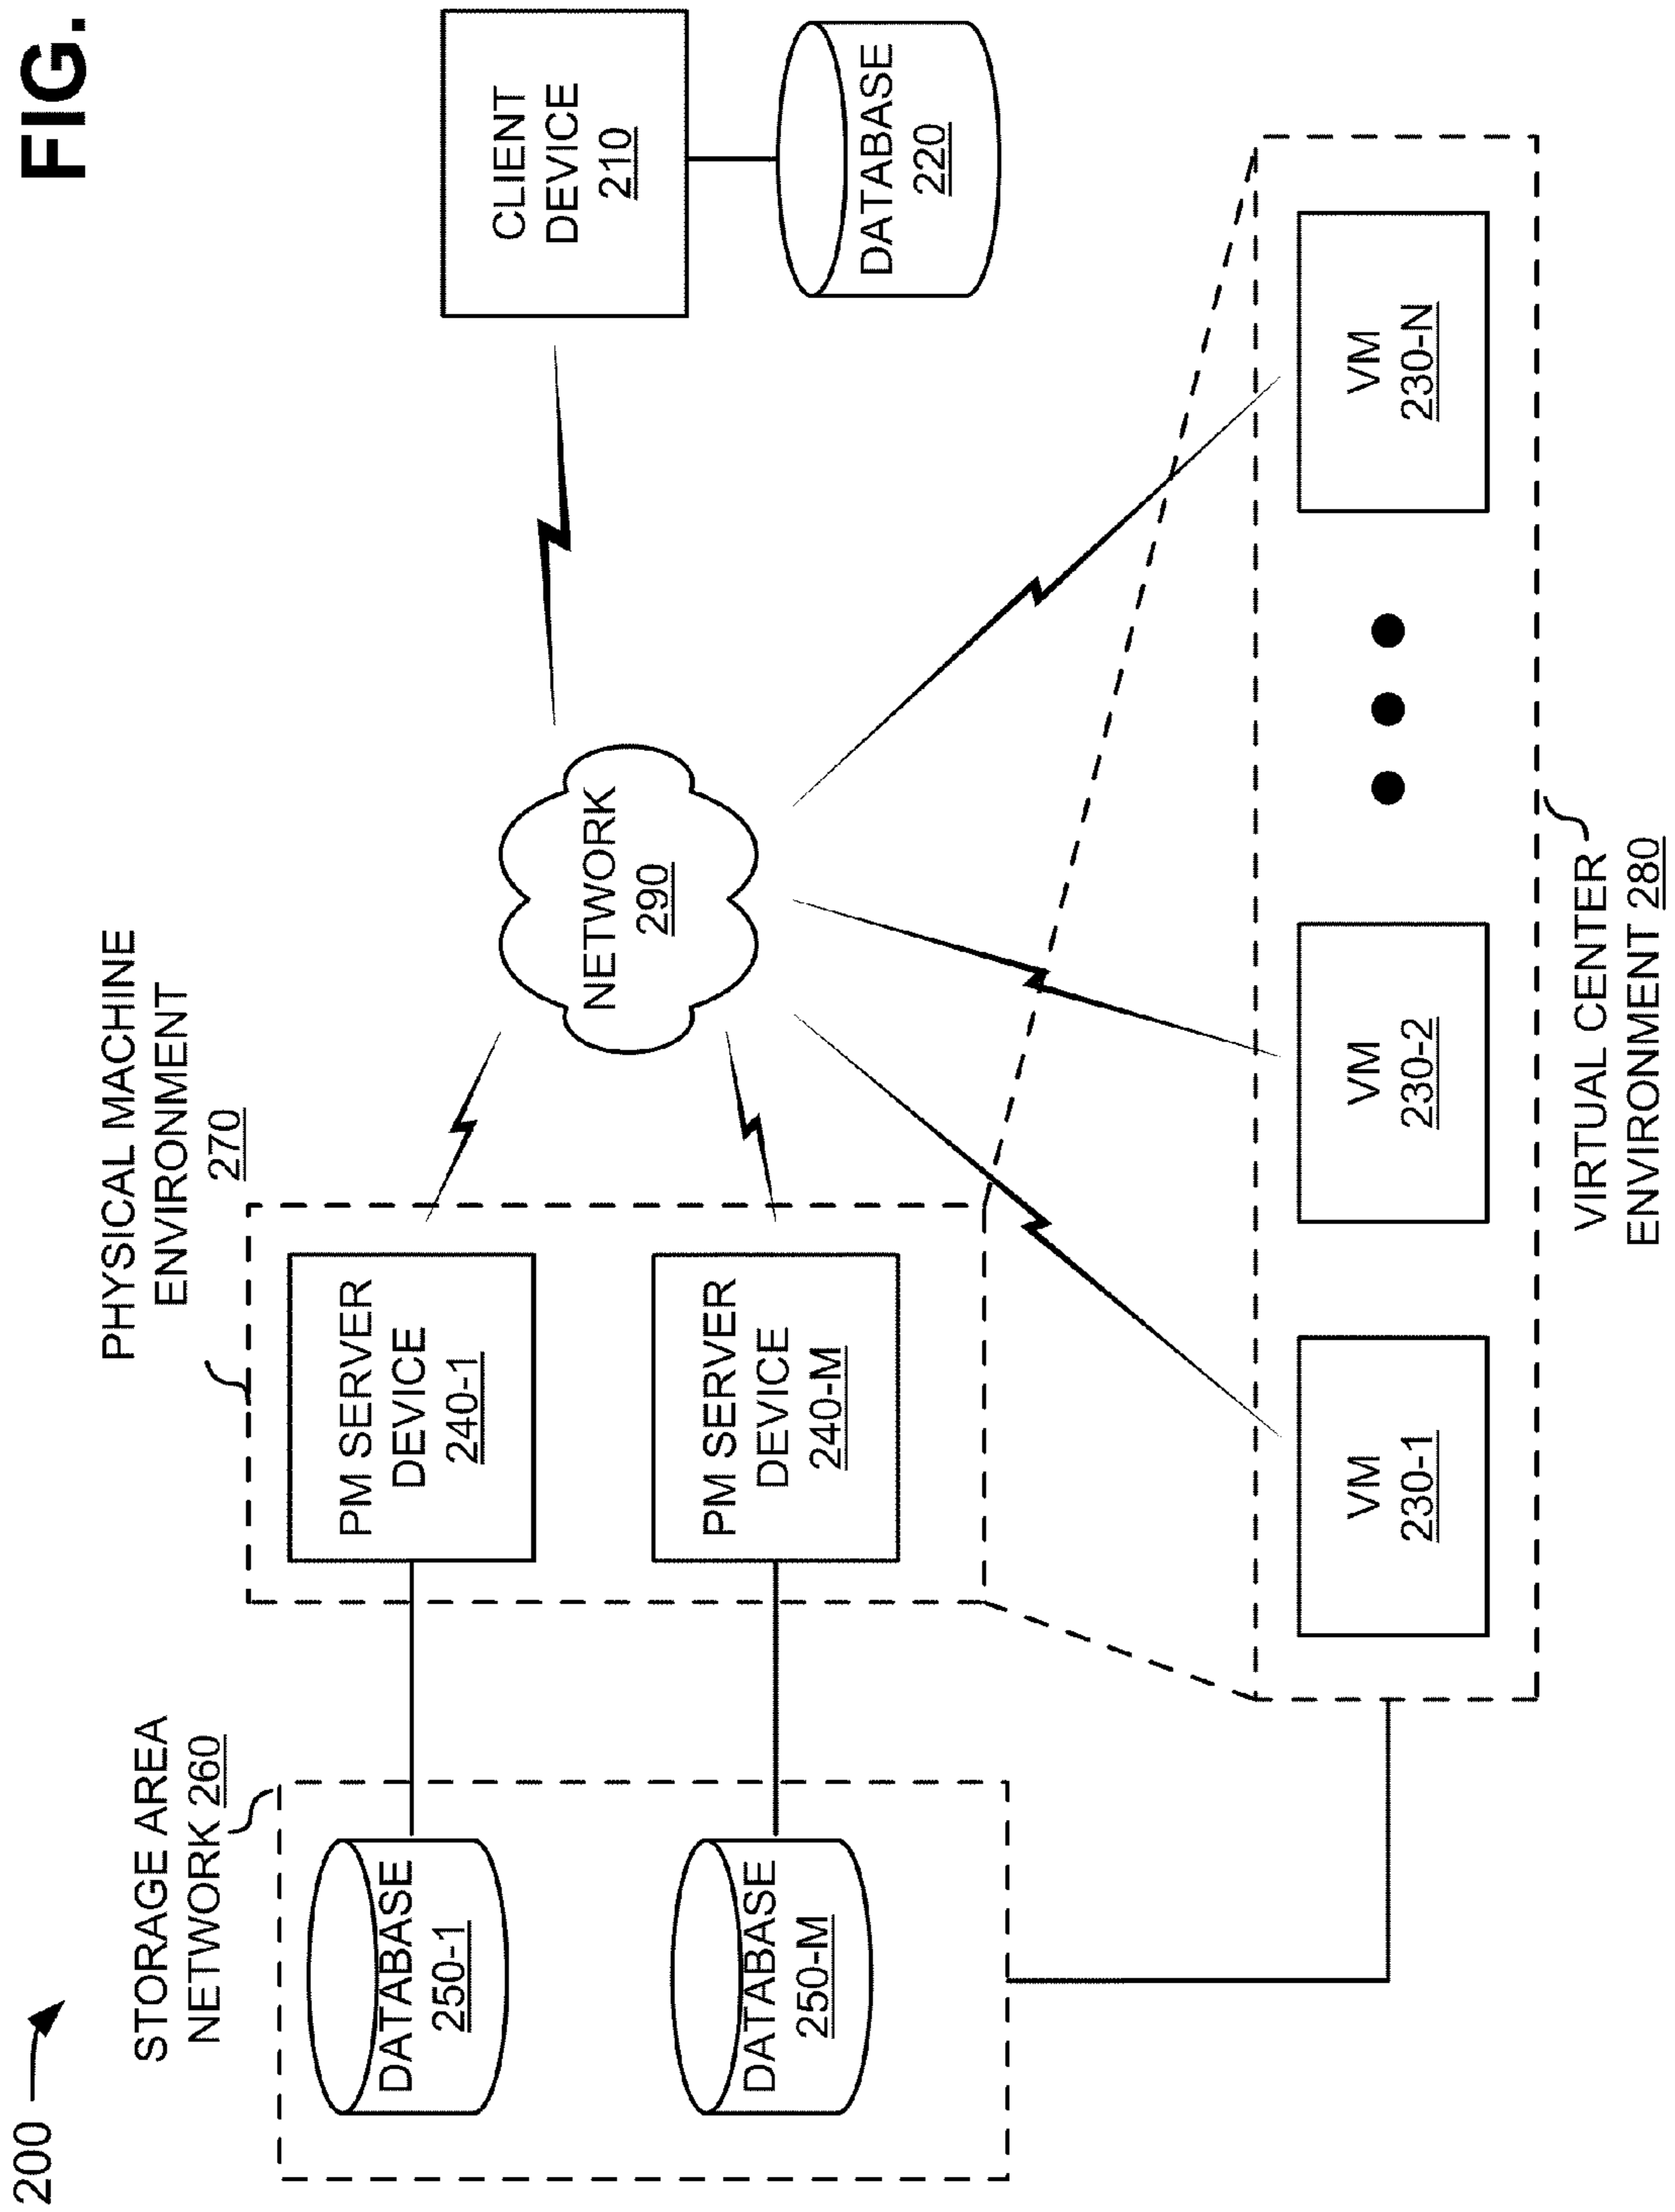 FIG.
200
STORAGE AREA
NETWORK 260
PHYSICAL MACHINE
ENVIRONMENT
270
DATABASE
250-1
PM SERVER
DEVICE
240-1
DATABASE
250-M
PM SERVER
DEVICE
240-M
NETWORK
290
CLIENT
DEVICE
210
DATABASE
220
VM
230-1
VM
230-2
VM
230-N
VIRTUAL CENTER
ENVIRONMENT 280